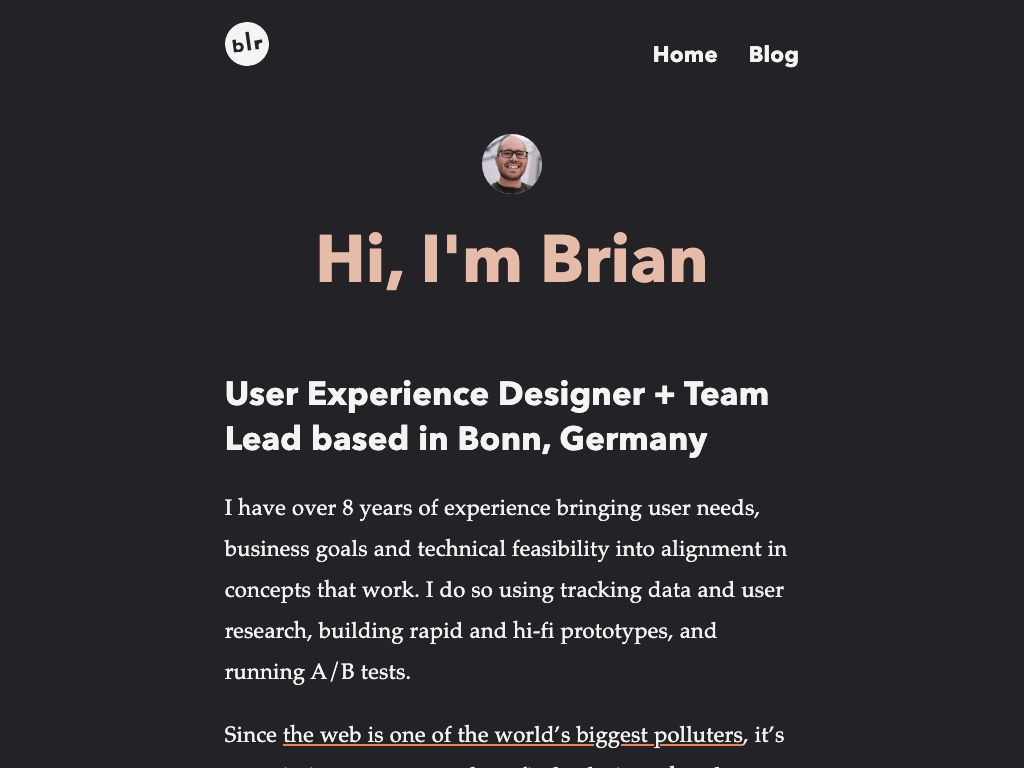 blr
Home Blog
Hi, I'm Brian
User Experience Designer + Team
Lead based in Bonn, Germany
I have over 8 years of experience bringing user needs,
business goals and technical feasibility into alignment in
concepts that work. I do so using tracking data and user
research, building rapid and hi-fi prototypes, and
running A/B tests.
Since the web is one of the world’s biggest polluters, it’s